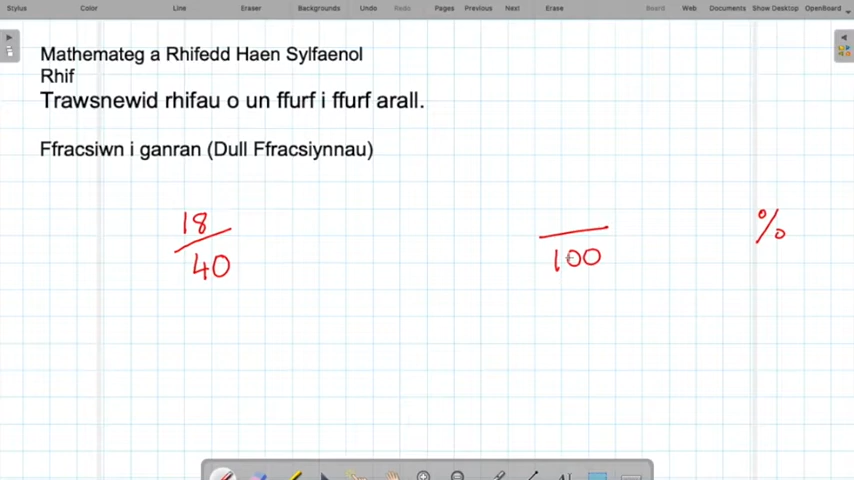 Stylus Color Line Eraser Backgrounds Undo Redo Pages Previous Next Erase Board Web Documents Show Desktop OpenBoard
Mathemateg a Rhifedd Haen Sylfaenol
Rhif
Trawsnewid rhifau o un ffurf i ffurf arall.
Ffracsiwn i ganran (Dull Ffracsiynnau)
18
40
100
%